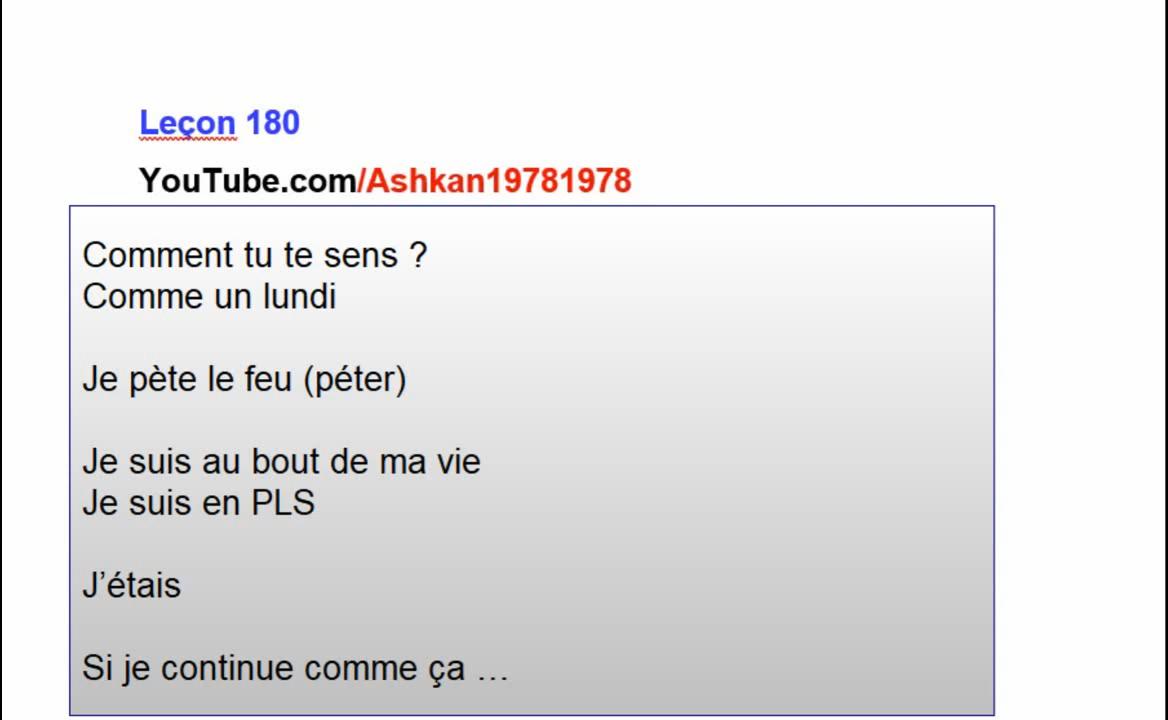 Leçon 180
YouTube.com/Ashkan19781978
Comment tu te sens ?
Comme un lundi
Je pète le feu (péter)
Je suis au bout de ma vie
Je suis en PLS
J’étais
Si je continue comme ça …